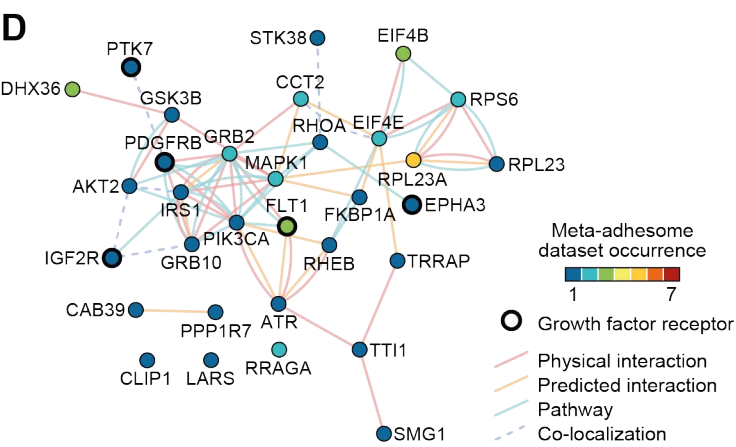 D
STK38
EIF4B
PTK7
DHX36
CCT2
GSK3B
RPS6
RHOA
EIF4E
PDGFRB
GRB2
MAPK1
RPL23
RPL23A
AKT2
IRS1
FLT1
FKBP1A
EPHA3
PIK3CA
IGF2R
GRB10
RHEB
TRRAP
CAB39
PPP1R7
ATR
CLIP1
LARS
RRAGA
TTI1
SMG1
Meta-adhesome
dataset occurrence
1
7
Growth factor receptor
Physical interaction
Predicted interaction
Pathway
Co-localization